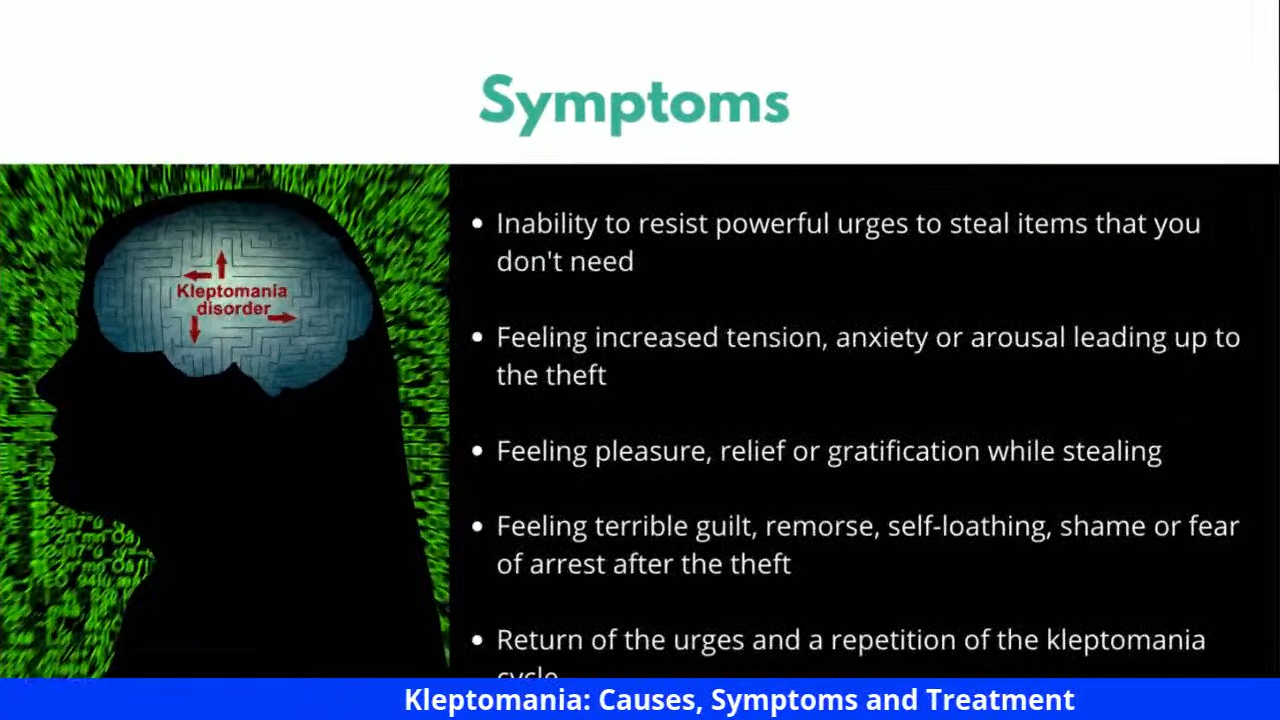 Symptoms
Kleptomania
disorder
• Inability to resist powerful urges to steal items that you
don't need
• Feeling increased tension, anxiety or arousal leading up to
the theft
• Feeling pleasure, relief or gratification while stealing
• Feeling terrible guilt, remorse, self-loathing, shame or fear
of arrest after the theft
• Return of the urges and a repetition of the kleptomania
cycle
Kleptomania: Causes, Symptoms and Treatment